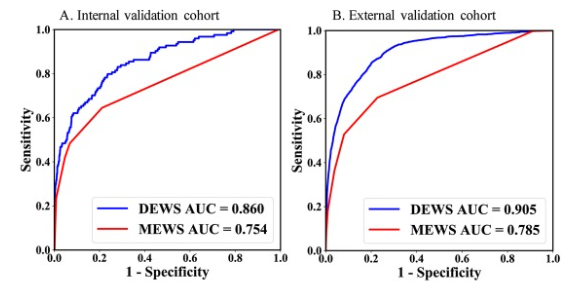 A. Internal validation cohort
1.0
0.8
0.6
0.4
0.2
0.0
Sensitivity
DEWS AUC = 0.860
MEWS AUC = 0.754
0.0 0.2 0.4 0.6 0.8 1.0
1 - Specificity
B. External validation cohort
1.0
0.8
0.6
0.4
0.2
0.0
Sensitivity
DEWS AUC = 0.905
MEWS AUC = 0.785
0.0 0.2 0.4 0.6 0.8 1.0
1 - Specificity